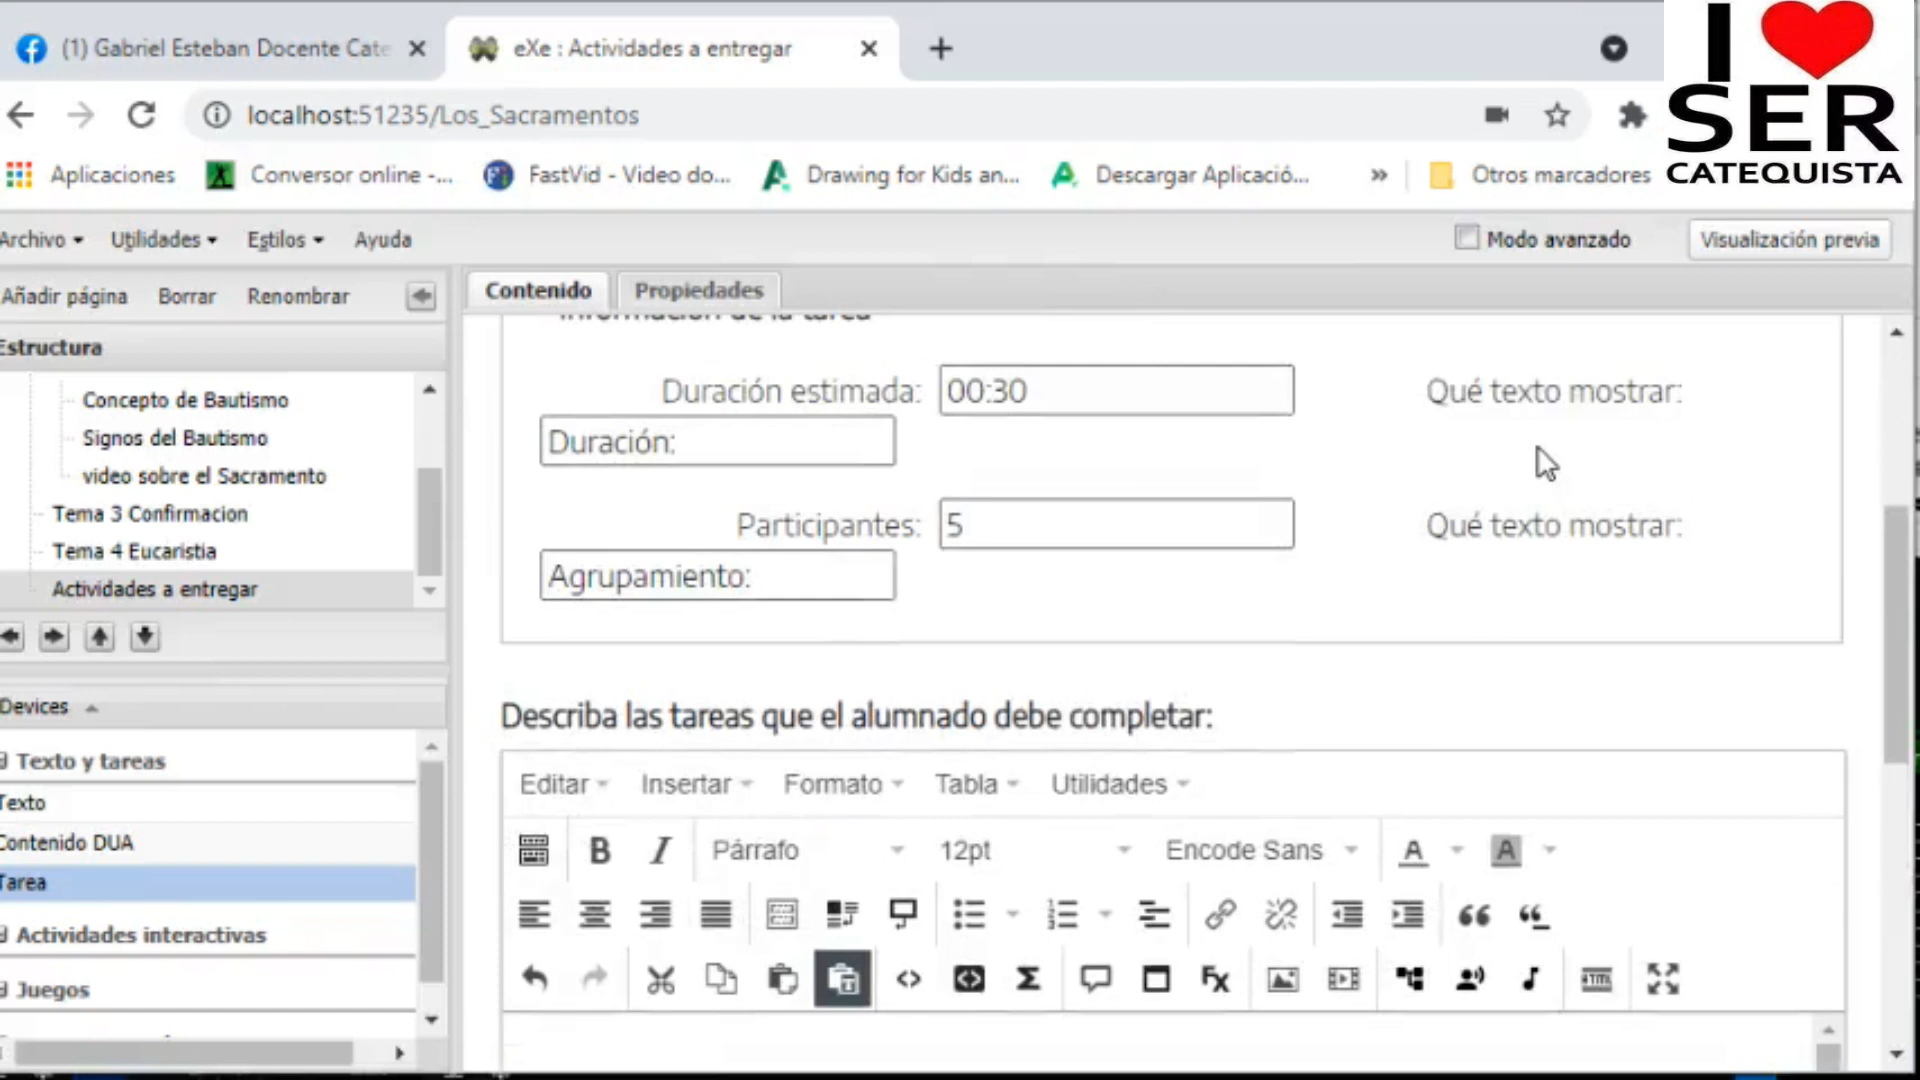 (1) Gabriel Esteban Docente Cate
eXe : Actividades a entregar
I
SER
CATEQUISTA
localhost:51235/Los_Sacramentos
Aplicaciones
Conversor online -...
FastVid - Video do...
Drawing for Kids an...
Descargar Aplicació...
»
Otros marcadores
Archivo
Utilidades
Estilos
Ayuda
Modo avanzado
Visualización previa
Añadir página
Borrar
Renombrar
Contenido
Propiedades
Estructura
Información de la tarea
Concepto de Bautismo
Signos del Bautismo
video sobre el Sacramento
Tema 3 Confirmacion
Tema 4 Eucaristia
Actividades a entregar
Duración estimada: 00:30
Qué texto mostrar:
Duración:
Participantes: 5
Qué texto mostrar:
Agrupamiento:
Devices
Texto y tareas
Texto
Contenido DUA
Tarea
Actividades interactivas
Juegos
Describa las tareas que el alumnado debe completar:
Editar
Insertar
Formato
Tabla
Utilidades
B
I
Párrafo
12pt
Encode Sans
A
A